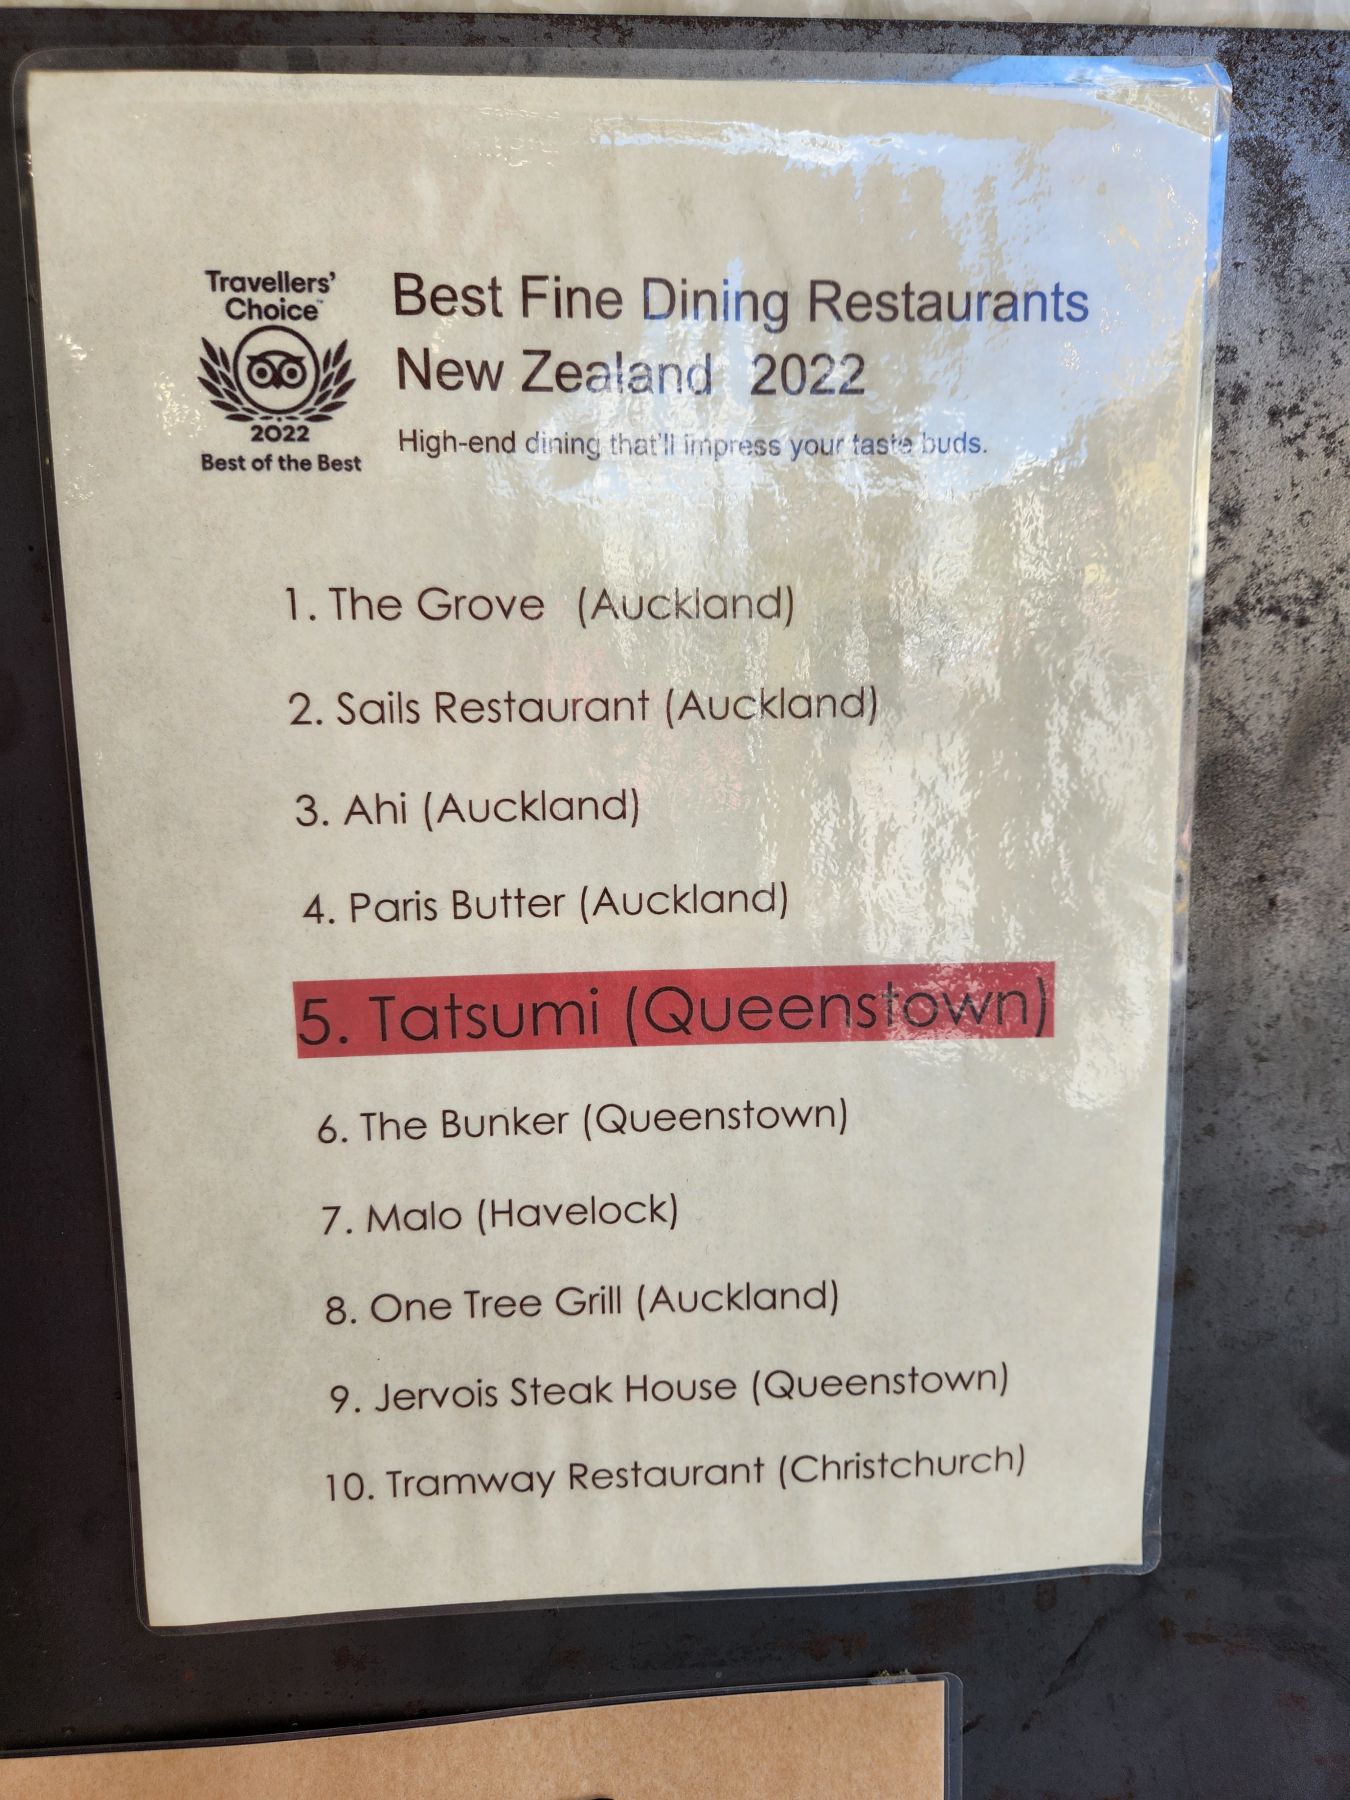 Travellers'
Choice™
2022
Best of the Best
Best Fine Dining Restaurants
New Zealand 2022
High-end dining that'll impress your taste buds.
1. The Grove (Auckland)
2. Sails Restaurant (Auckland)
3. Ahi (Auckland)
4. Paris Butter (Auckland)
5. Tatsumi (Queenstown)
6. The Bunker (Queenstown)
7. Malo (Havelock)
8. One Tree Grill (Auckland)
9. Jervois Steak House (Queenstown)
10. Tramway Restaurant (Christchurch)